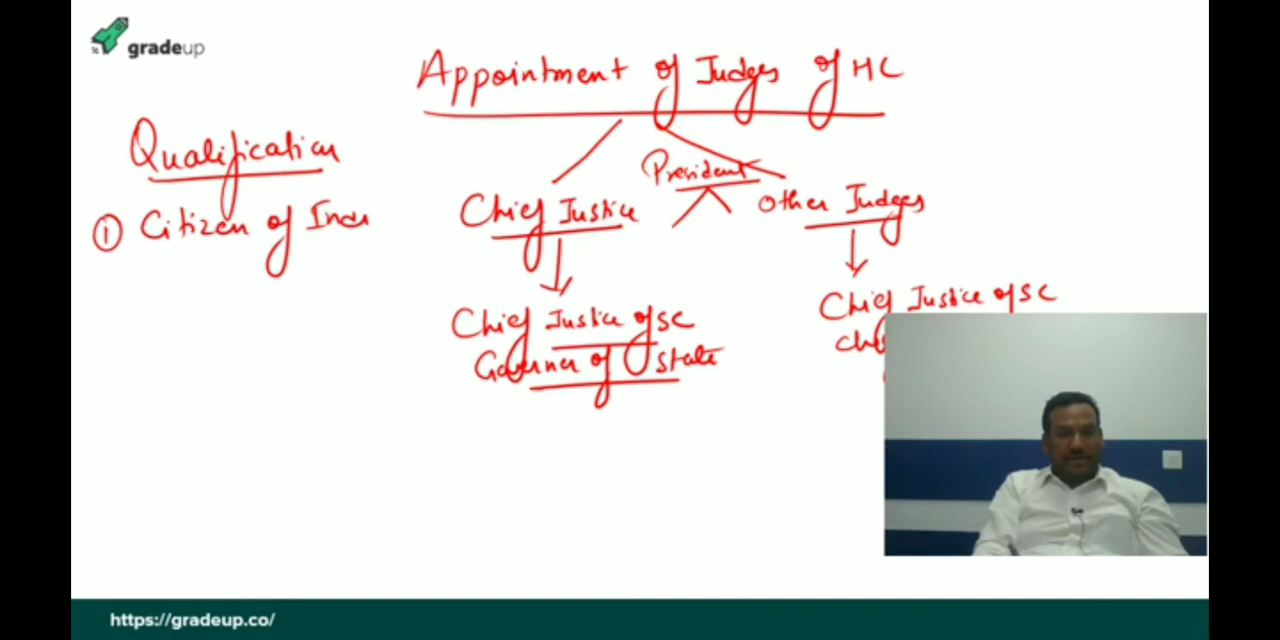 gradeup
Appointment of Judges of HC
Qualification
① Citizen of Inda
President
Chief Justice
Other Judges
Chief Justice of SC
Governor of State
Chief Justice of SC
https://gradeup.co/